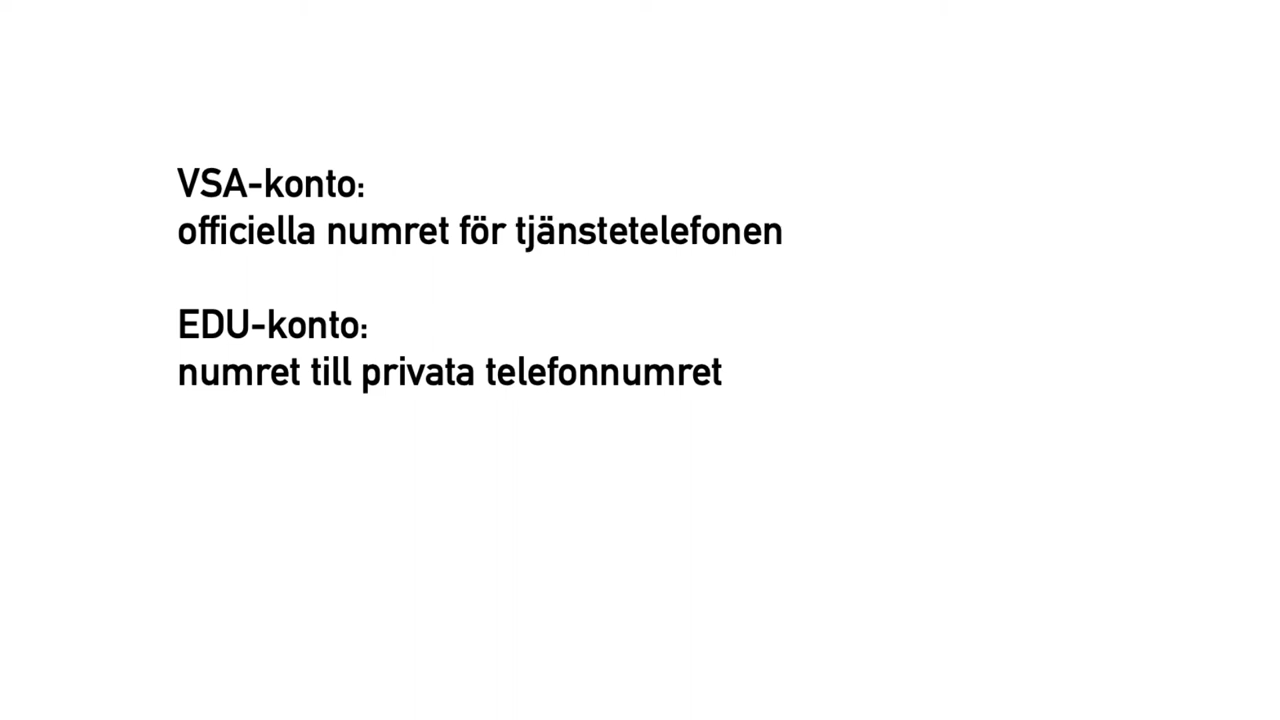 VSA-konto:
officiella numret för tjänstetelefonen
EDU-konto:
numret till privata telefonnumret